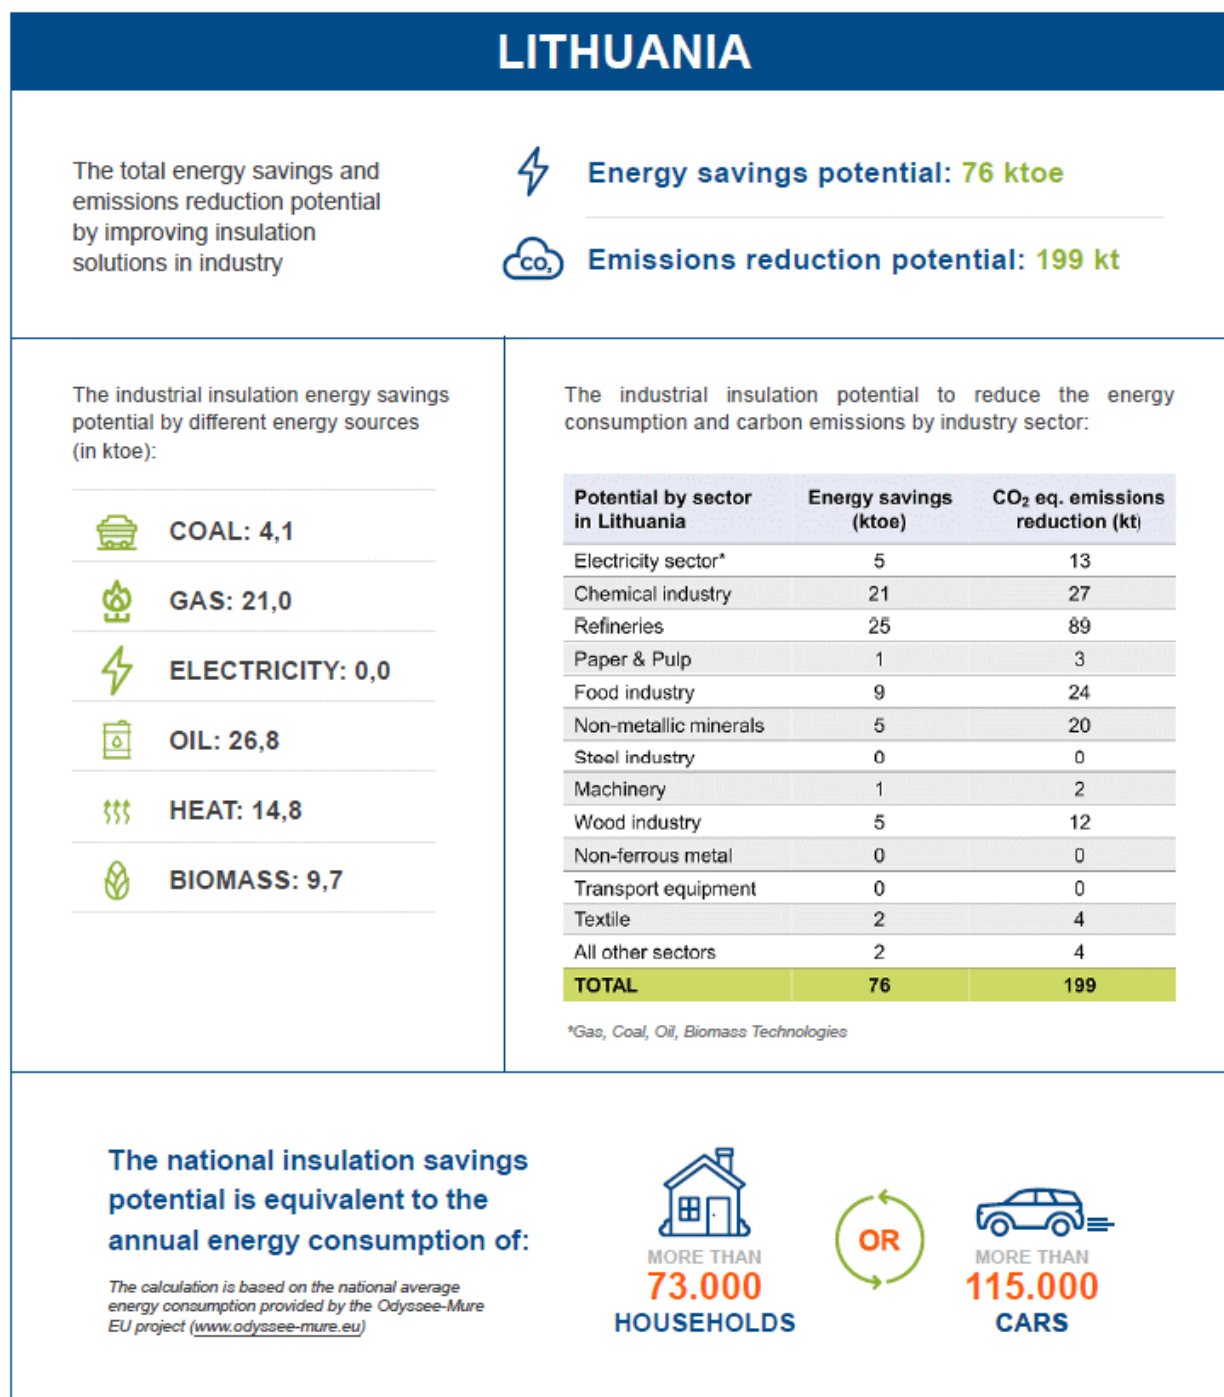 LITHUANIA
The total energy savings and
emissions reduction potential
by improving insulation
solutions in industry
Energy savings potential: 76 ktoe
CO₂
Emissions reduction potential: 199 kt
The industrial insulation energy savings
potential by different energy sources
(in ktoe):
COAL: 4,1
GAS: 21,0
ELECTRICITY: 0,0
OIL: 26,8
HEAT: 14,8
BIOMASS: 9,7
The industrial insulation potential to reduce the energy
consumption and carbon emissions by industry sector:
Potential by sector in Lithuania Energy savings (ktoe) CO₂ eq. emissions reduction (kt)
Electricity sector* 5 13
Chemical industry 21 27
Refineries 25 89
Paper & Pulp 1 3
Food industry 9 24
Non-metallic minerals 5 20
Steel industry 0 0
Machinery 1 2
Wood industry 5 12
Non-ferrous metal 0 0
Transport equipment 0 0
Textile 2 4
All other sectors 2 4
TOTAL 76 199
*Gas, Coal, Oil, Biomass Technologies
The national insulation savings
potential is equivalent to the
annual energy consumption of:
The calculation is based on the national average
energy consumption provided by the Odyssee-Mure
EU project (www.odyssee-mure.eu)
MORE THAN
73.000
HOUSEHOLDS
OR
MORE THAN
115.000
CARS